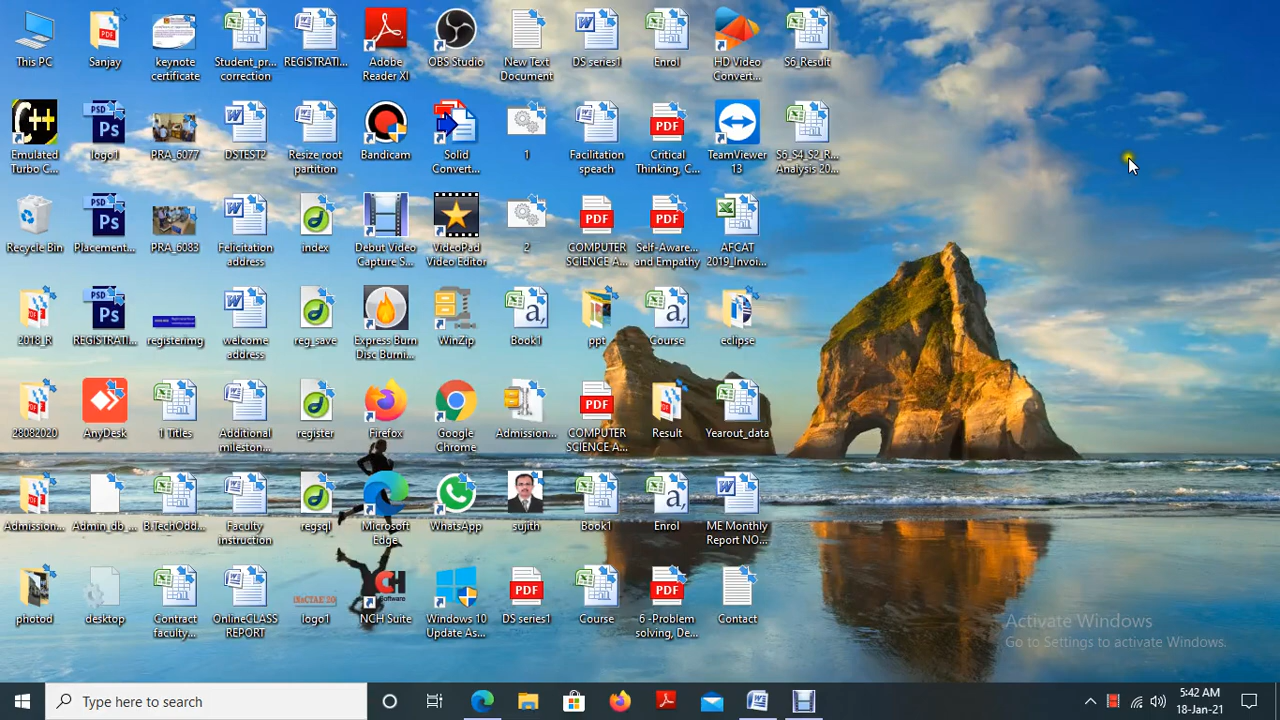 This PC
Sanjay
keynote
certificate
Student_pr...
correction
REGISTRATI...
Adobe
Reader XI
OBS Studio
New Text
Document
DS series1
Enrol
HD Video
Convert...
S6_Result
Emulated
Turbo C...
logo1
PRA_6077
DSTEST2
Resize root
partition
Bandicam
Solid
Convert...
1
Facilitation
speach
Critical
Thinking, C...
TeamViewer
13
S6_S4_S2_R...
Analysis 20...
Recycle Bin
Placement...
PRA_6083
Felicitation
address
index
Debut Video
Capture S...
VideoPad
Video Editor
2
COMPUTER
SCIENCE A...
Self-Aware...
and Empathy
AFCAT
2019_Invoi...
2018_R
REGISTRATI...
registerimg
welcome
address
reg_save
Express Burn
Disc Burni...
WinZip
Book1
ppt
Course
eclipse
28082020
AnyDesk
1 Titles
Additional
mileston...
register
Firefox
Google
Chrome
Admission...
COMPUTER
SCIENCE A...
Result
Yearout_data
Admission...
Admin_db_...
B.TechOdd...
Faculty
instruction
regsql
Microsoft
Edge
WhatsApp
sujith
Book1
Enrol
ME Monthly
Report NO...
photod
desktop
Contract
faculty...
OnlineCLASS
REPORT
logo1
NCH Suite
Windows 10
Update As...
DS series1
Course
6 -Problem
solving, De...
Contact
Activate Windows
Go to Settings to activate Windows.
Type here to search
5:42 AM
18-Jan-21